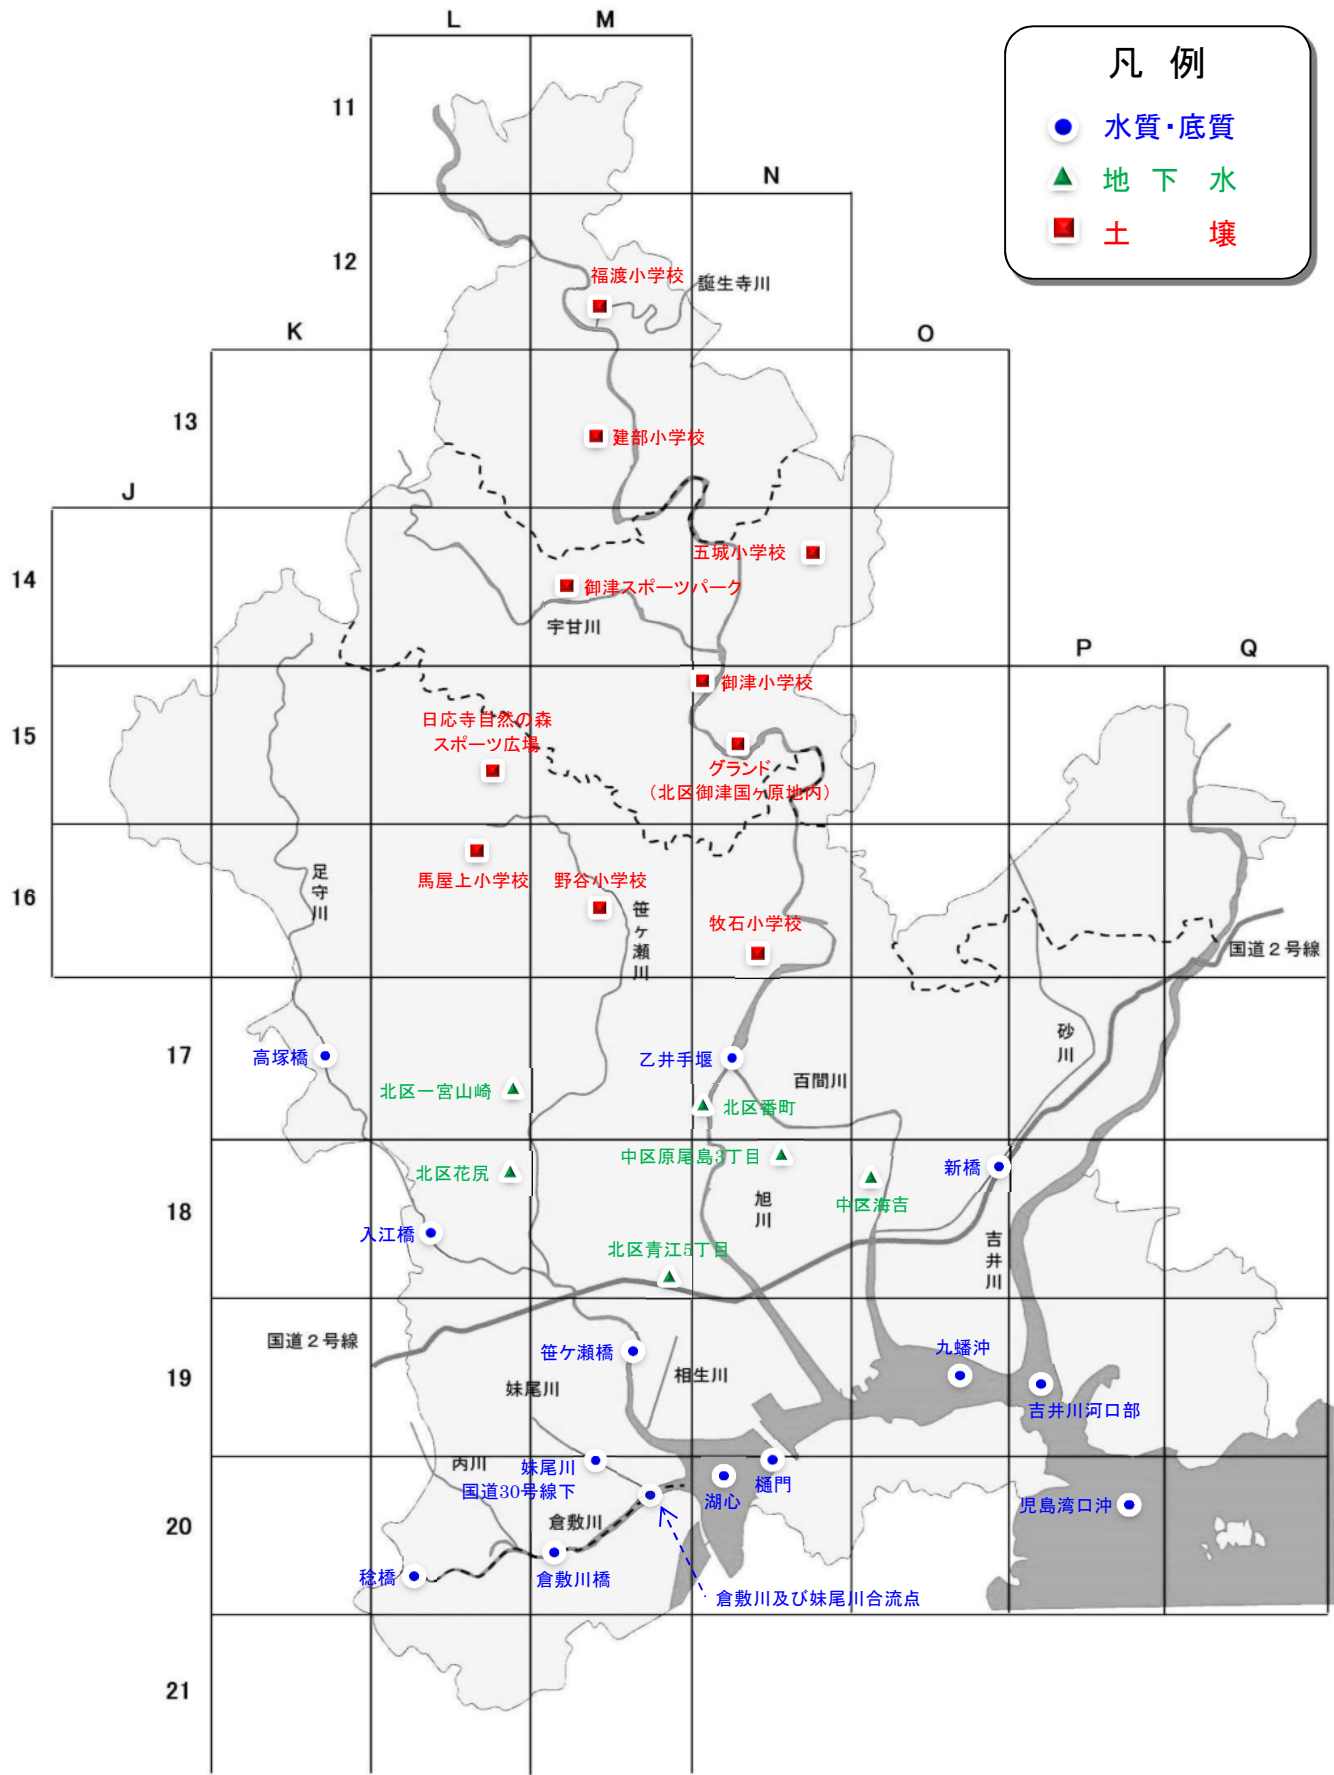 L
M
凡 例
水質・底質
地 下 水
土 壌
11
N
12
福渡小学校
誕生寺川
K
O
13
建部小学校
J
五城小学校
14
御津スポーツパーク
宇甘川
P
Q
御津小学校
15
日応寺自然の森
スポーツ広場
グランド
（北区御津国ヶ原地内）
足守川
16
馬屋上小学校
野谷小学校
笹ヶ瀬川
牧石小学校
国道２号線
17
高塚橋
乙井手堰
砂川
百間川
北区一宮山崎
北区番町
中区原尾島3丁目
北区花尻
新橋
18
旭川
中区海吉
入江橋
北区青江5丁目
吉井川
国道２号線
笹ケ瀬橋
九蟠沖
19
相生川
妹尾川
吉井川河口部
内川
妹尾川
国道30号線下
樋門
湖心
児島湾口沖
20
倉敷川
稔橋
倉敷川橋
倉敷川及び妹尾川合流点
21